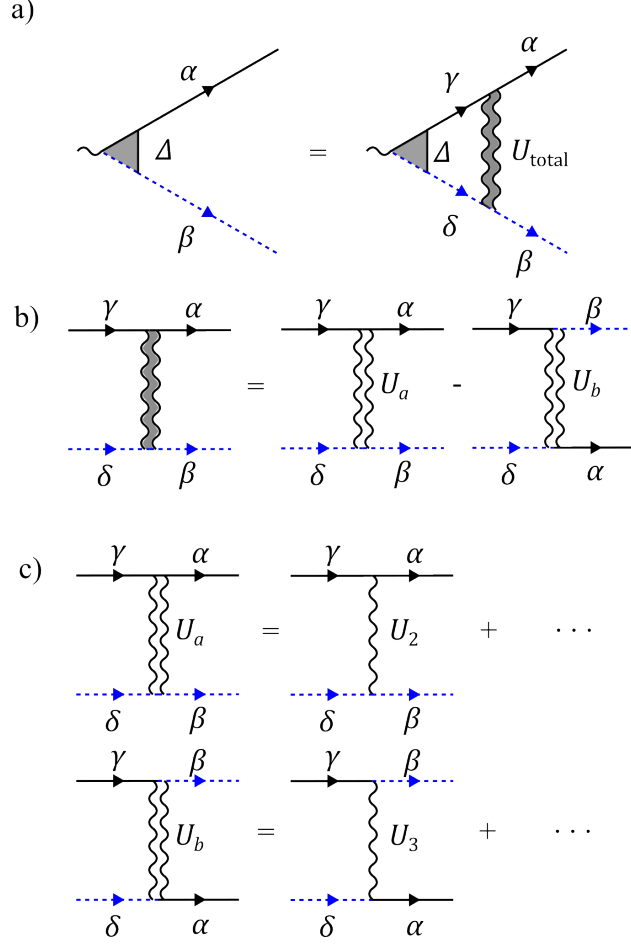 a)
α α
γ
Δ = Δ U_total
β δ
β
b) γ α γ α γ β
= U_a - U_b
δ β δ β δ α
c) γ α γ α
U_a = U_2 + ...
δ β δ β
γ β γ β
U_b = U_3 + ...
δ α δ α